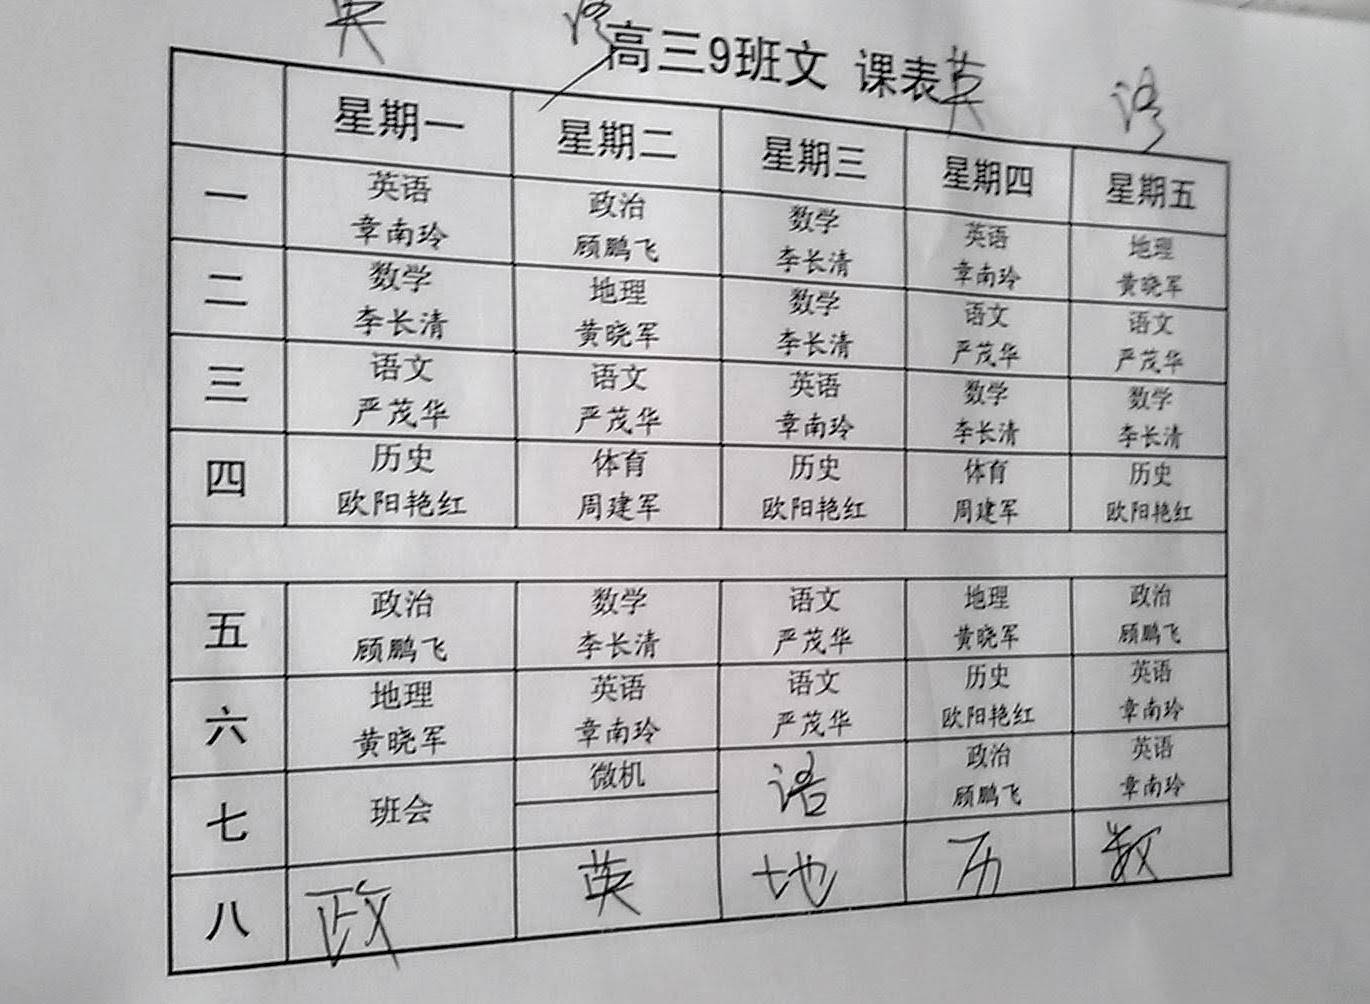 英 语 英 语
高三9班文 课表
星期一 星期二 星期三 星期四 星期五
一 英语 政治 数学 英语 地理
章南玲 顾鹏飞 李长清 章南玲 黄晓军
二 数学 地理 数学 语文 语文
李长清 黄晓军 李长清 严茂华 严茂华
三 语文 语文 英语 数学 数学
严茂华 严茂华 章南玲 李长清 李长清
四 历史 体育 历史 体育 历史
欧阳艳红 周建军 欧阳艳红 周建军 欧阳艳红
五 政治 数学 语文 地理 政治
顾鹏飞 李长清 严茂华 黄晓军 顾鹏飞
六 地理 英语 语文 历史 英语
黄晓军 章南玲 严茂华 欧阳艳红 章南玲
七 班会 微机 语 政治 英语
顾鹏飞 章南玲
八 政 英 地 历 数